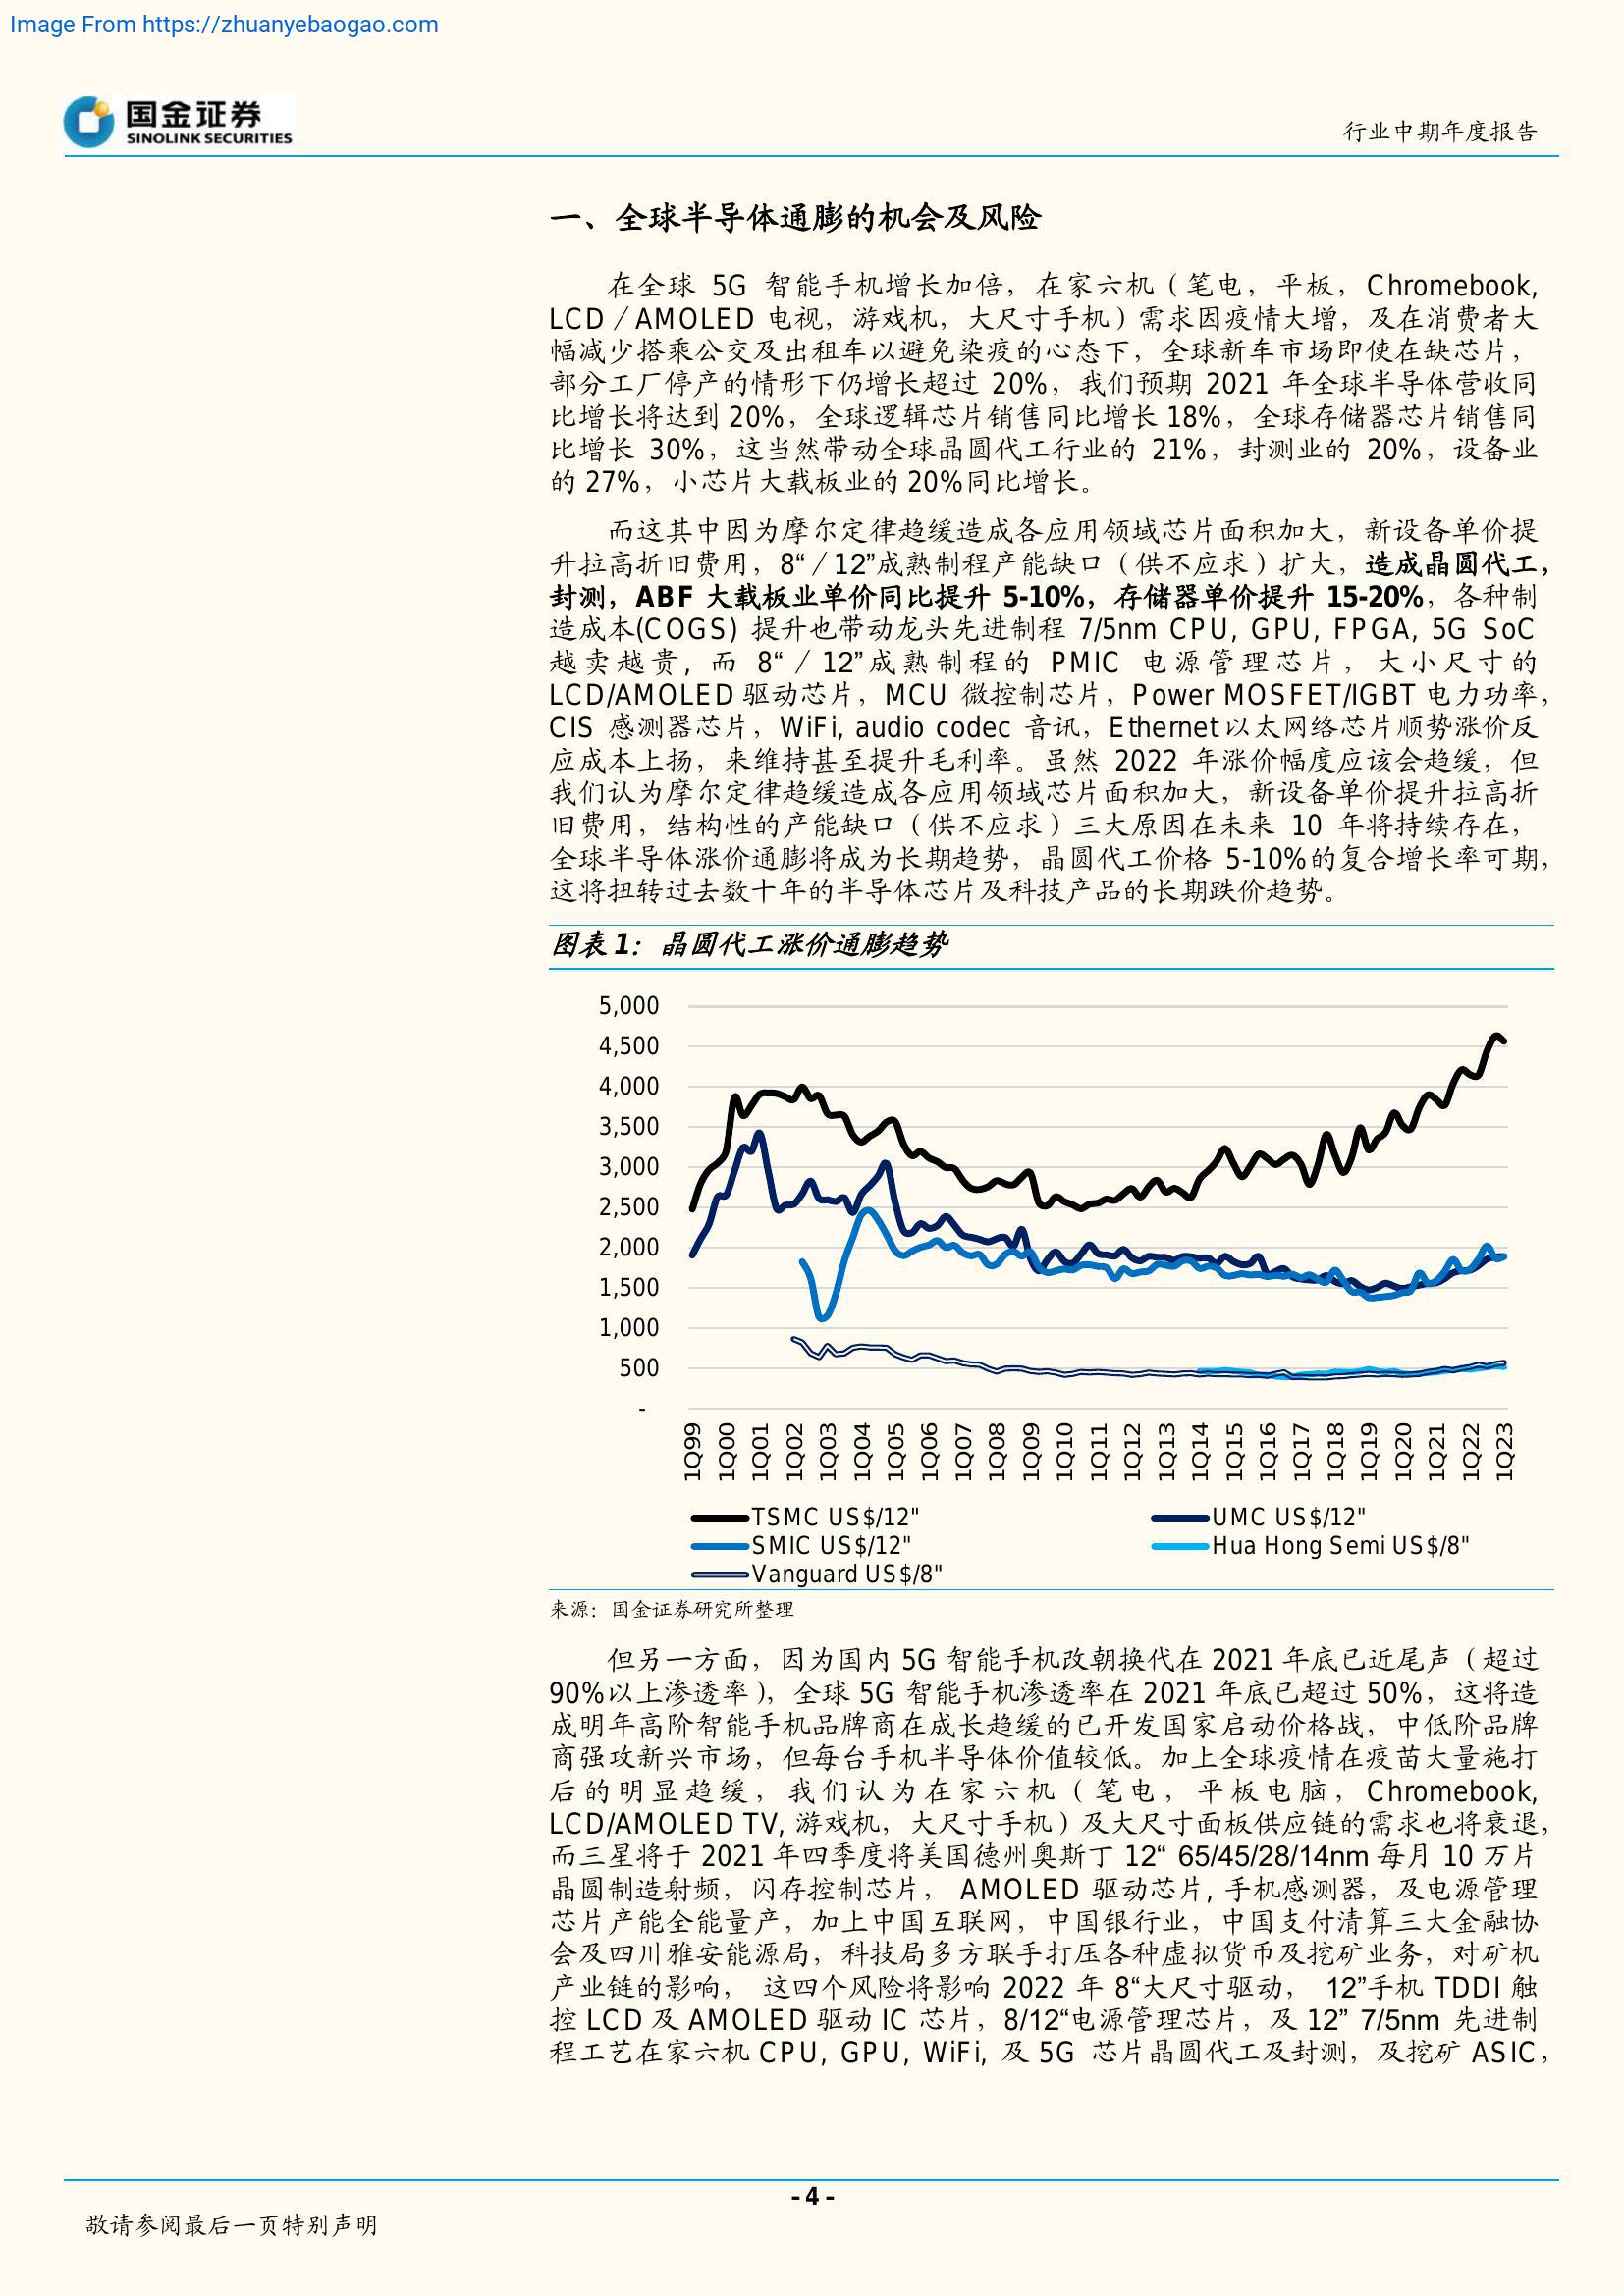 Image From https://zhuanyebaogao.com
国金证券
SINOLINK SECURITIES
行业中期年度报告
一、全球半导体通膨的机会及风险
在全球 5G 智能手机增长加倍，在家六机（笔电，平板，Chromebook,
LCD／AMOLED 电视，游戏机，大尺寸手机）需求因疫情大增，及在消费者大
幅减少搭乘公交及出租车以避免染疫的心态下，全球新车市场即使在缺芯片，
部分工厂停产的情形下仍增长超过 20%，我们预期 2021 年全球半导体营收同
比增长将达到 20%，全球逻辑芯片销售同比增长 18%，全球存储器芯片销售同
比增长 30%，这当然带动全球晶圆代工行业的 21%，封测业的 20%，设备业
的 27%，小芯片大载板业的 20%同比增长。
而这其中因为摩尔定律趋缓造成各应用领域芯片面积加大，新设备单价提
升拉高折旧费用，8“／12”成熟制程产能缺口（供不应求）扩大，造成晶圆代工，
封测，ABF 大载板业单价同比提升 5-10%，存储器单价提升 15-20%，各种制
造成本(COGS) 提升也带动龙头先进制程 7/5nm CPU, GPU, FPGA, 5G SoC
越卖越贵, 而 8“／12”成熟制程的 PMIC 电源管理芯片，大小尺寸的
LCD/AMOLED 驱动芯片，MCU 微控制芯片，Power MOSFET/IGBT 电力功率，
CIS 感测器芯片，WiFi, audio codec 音讯，Ethernet以太网络芯片顺势涨价反
应成本上扬，来维持甚至提升毛利率。虽然 2022 年涨价幅度应该会趋缓，但
我们认为摩尔定律趋缓造成各应用领域芯片面积加大，新设备单价提升拉高折
旧费用，结构性的产能缺口（供不应求）三大原因在未来 10 年将持续存在，
全球半导体涨价通膨将成为长期趋势，晶圆代工价格 5-10%的复合增长率可期，
这将扭转过去数十年的半导体芯片及科技产品的长期跌价趋势。
图表 1：晶圆代工涨价通膨趋势
5,000
4,500
4,000
3,500
3,000
2,500
2,000
1,500
1,000
500
-
1Q99 1Q00 1Q01 1Q02 1Q03 1Q04 1Q05 1Q06 1Q07 1Q08 1Q09 1Q10 1Q11 1Q12 1Q13 1Q14 1Q15 1Q16 1Q17 1Q18 1Q19 1Q20 1Q21 1Q22 1Q23
TSMC US$/12" UMC US$/12"
SMIC US$/12" Hua Hong Semi US$/8"
Vanguard US$/8"
来源：国金证券研究所整理
但另一方面，因为国内 5G 智能手机改朝换代在 2021 年底已近尾声（超过
90%以上渗透率），全球 5G 智能手机渗透率在 2021 年底已超过 50%，这将造
成明年高阶智能手机品牌商在成长趋缓的已开发国家启动价格战，中低阶品牌
商强攻新兴市场，但每台手机半导体价值较低。加上全球疫情在疫苗大量施打
后的明显趋缓，我们认为在家六机（笔电，平板电脑，Chromebook,
LCD/AMOLED TV, 游戏机，大尺寸手机）及大尺寸面板供应链的需求也将衰退，
而三星将于 2021 年四季度将美国德州奥斯丁 12“ 65/45/28/14nm 每月 10 万片
晶圆制造射频，闪存控制芯片， AMOLED 驱动芯片, 手机感测器，及电源管理
芯片产能全能量产，加上中国互联网，中国银行业，中国支付清算三大金融协
会及四川雅安能源局，科技局多方联手打压各种虚拟货币及挖矿业务，对矿机
产业链的影响， 这四个风险将影响 2022 年 8“大尺寸驱动， 12”手机 TDDI 触
控 LCD 及 AMOLED 驱动 IC 芯片，8/12“电源管理芯片，及 12” 7/5nm 先进制
程工艺在家六机 CPU, GPU, WiFi, 及 5G 芯片晶圆代工及封测，及挖矿 ASIC，
- 4 -
敬请参阅最后一页特别声明